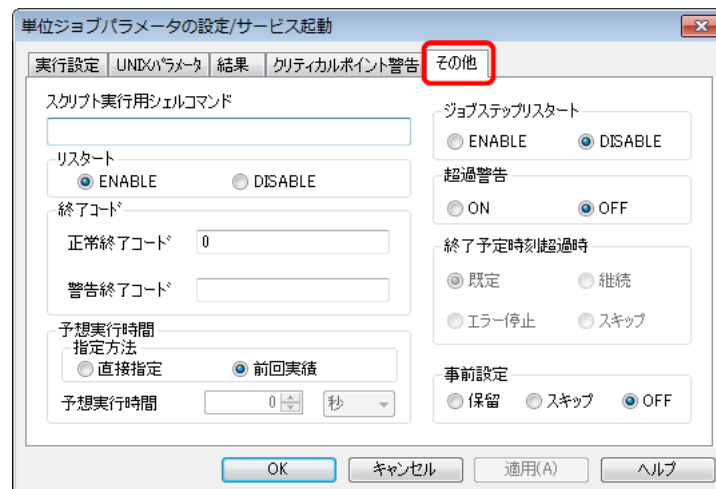 単位ジョブパラメータの設定/サービス起動
実行設定 UNIXパラメータ 結果 クリティカルポイント警告 その他
スクリプト実行用シェルコマンド
リスタート
ENABLE DISABLE
終了コード
正常終了コード 0
警告終了コード
予想実行時間
指定方法
直接指定 前回実績
予想実行時間 0 秒
ジョブステップリスタート
ENABLE DISABLE
超過警告
ON OFF
終了予定時刻超過時
既定 継続
エラー停止 スキップ
事前設定
保留 スキップ OFF
OK キャンセル 適用(A) ヘルプ